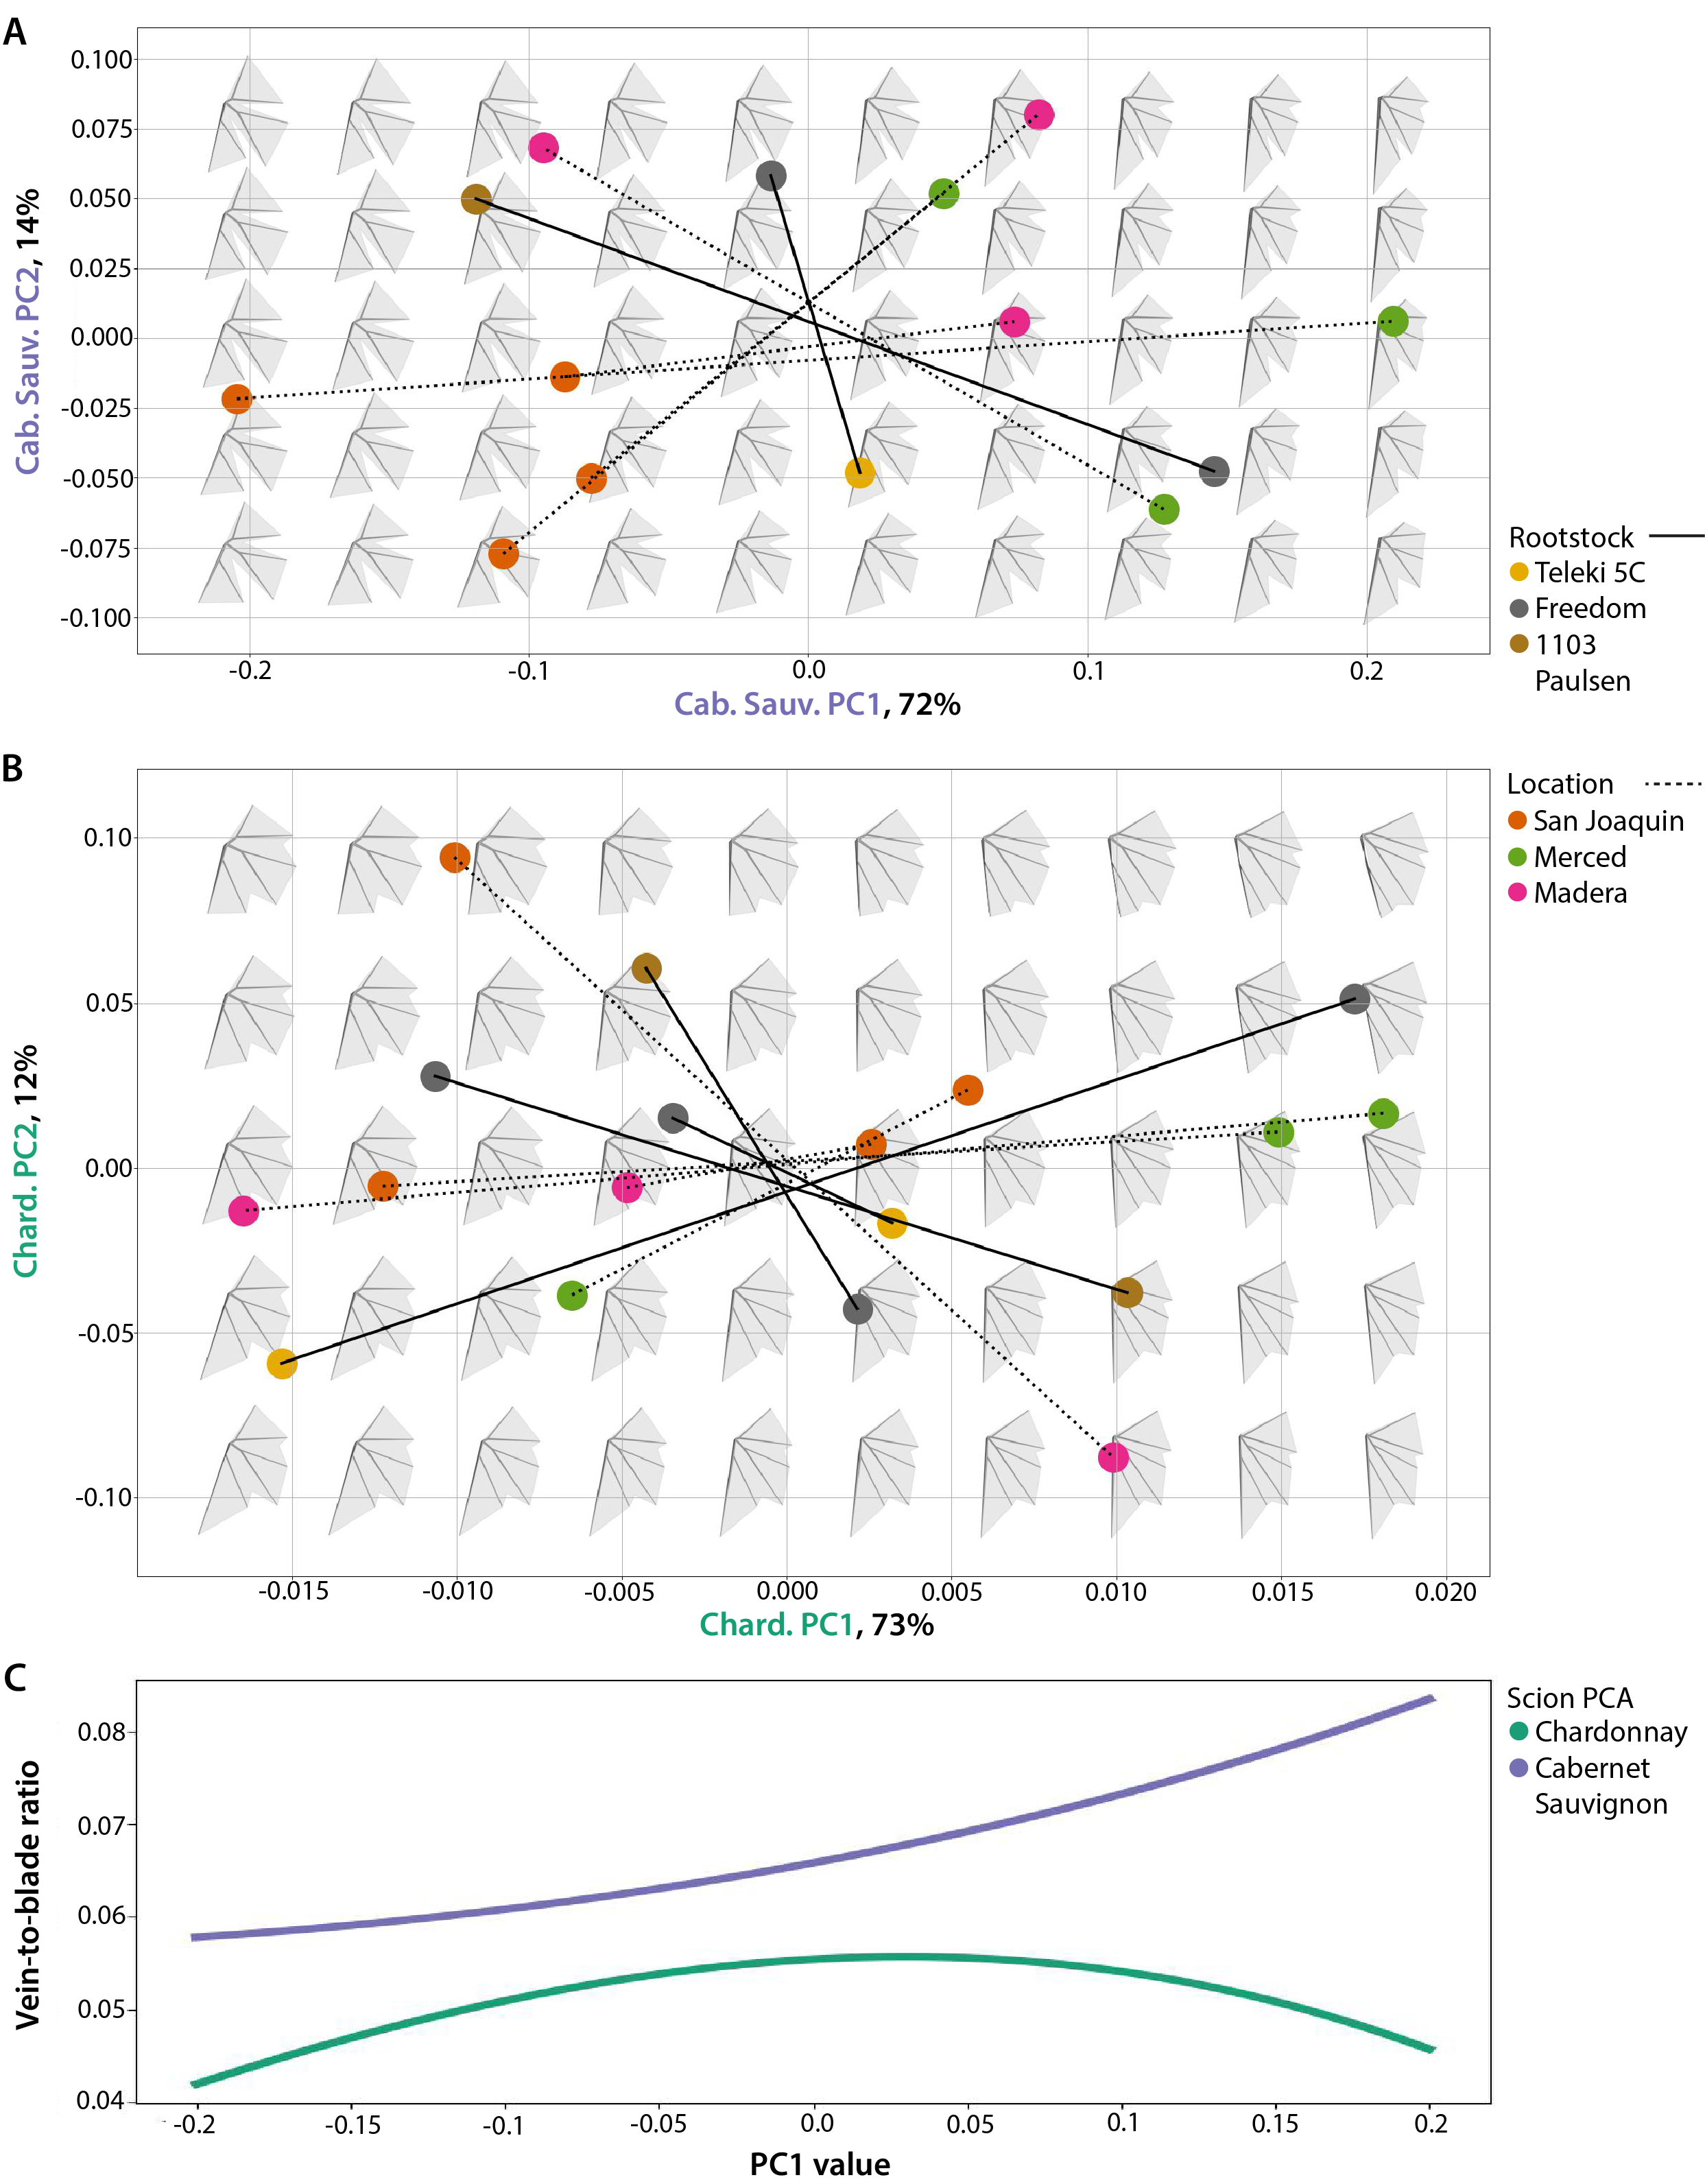 A
0.100
0.075
0.050
0.025
0.000
-0.025
-0.050
-0.075
-0.100
Cab. Sauv. PC2, 14%
-0.2 -0.1 0.0 0.1 0.2
Cab. Sauv. PC1, 72%
Rootstock
Teleki 5C
Freedom
1103
Paulsen
B
Location
San Joaquin
Merced
Madera
0.10
0.05
0.00
-0.05
-0.10
Chard. PC2, 12%
-0.015 -0.010 -0.005 0.000 0.005 0.010 0.015 0.020
Chard. PC1, 73%
C
Scion PCA
Chardonnay
Cabernet
Sauvignon
0.08
0.07
0.06
0.05
0.04
Vein-to-blade ratio
-0.2 -0.15 -0.1 -0.05 0.0 0.05 0.1 0.15 0.2
PC1 value